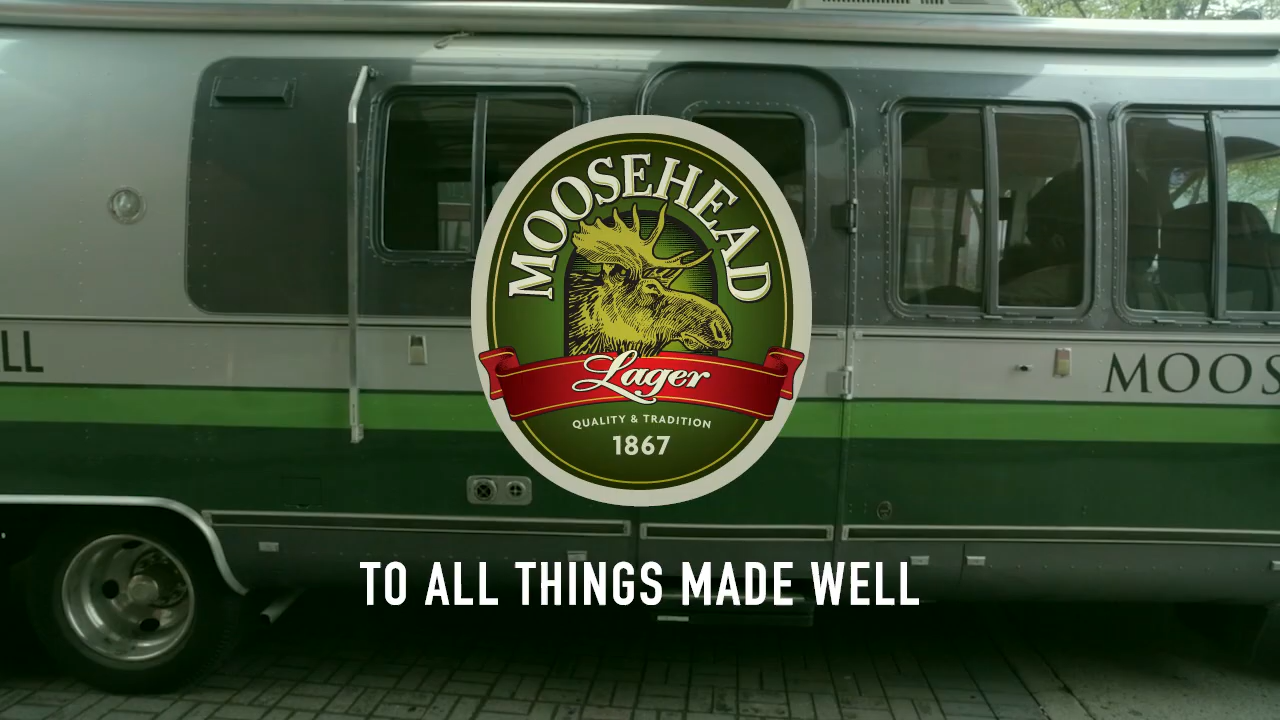 MOOSEHEAD
Lager
QUALITY & TRADITION
1867
LL
MOOS
TO ALL THINGS MADE WELL